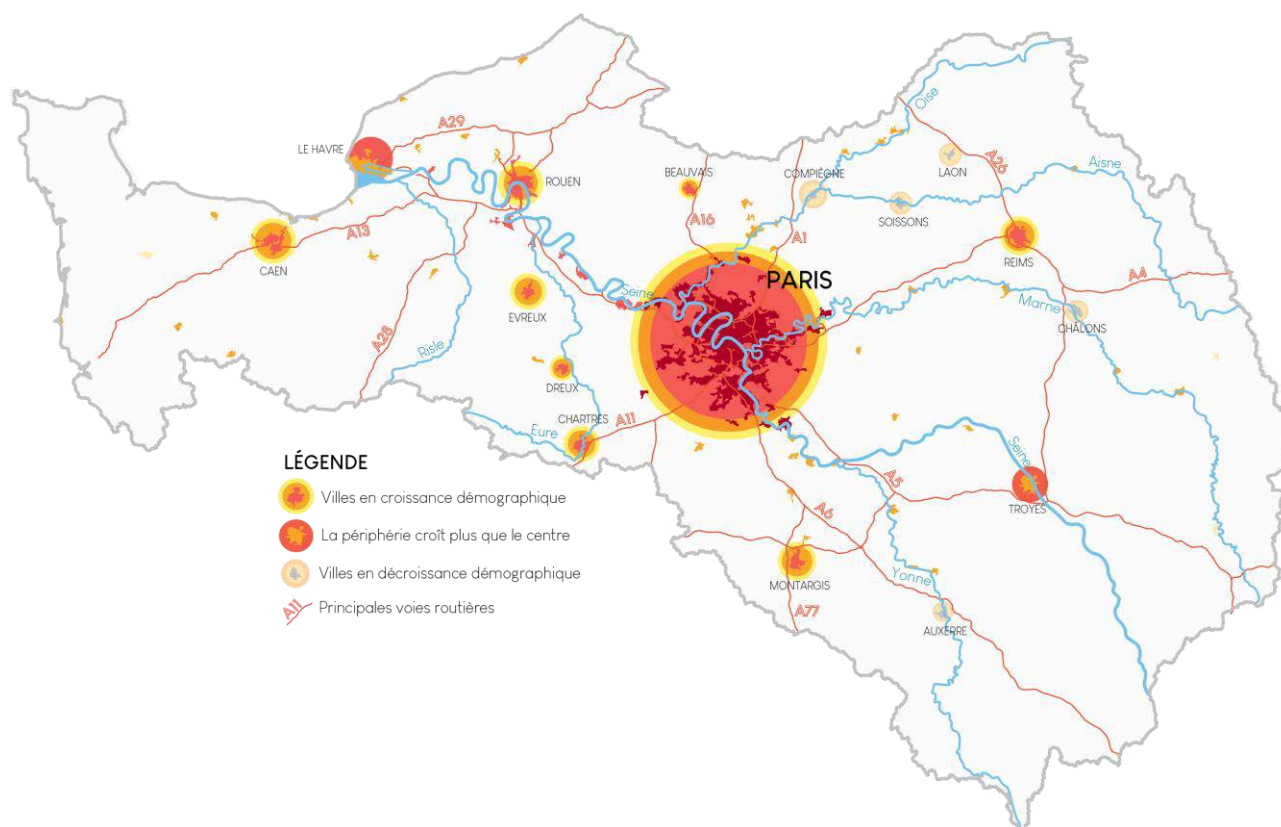 Oise
A29
LE HAVRE
A26
Aisne
LAON
BEAUVAIS
COMPIÈGNE
ROUEN
SOISSONS
A16
A1
A13
CAEN
REIMS
PARIS
A4
Seine
Marne
EVREUX
CHÂLONS
A28
Risle
DREUX
CHARTRES
A11
Eure
Seine
A5
TROYES
A6
MONTARGIS
Yonne
A77
AUXERRE
LÉGENDE
Villes en croissance démographique
La périphérie croît plus que le centre
Villes en décroissance démographique
A11
Principales voies routières